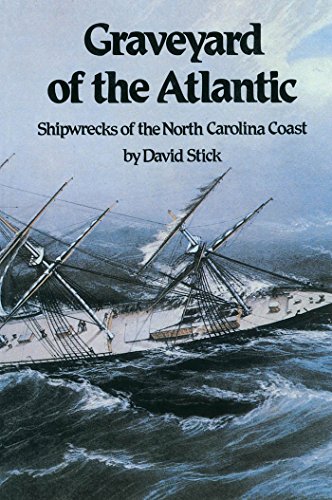 Graveyard
of the Atlantic
Shipwrecks of the North Carolina Coast
by David Stick